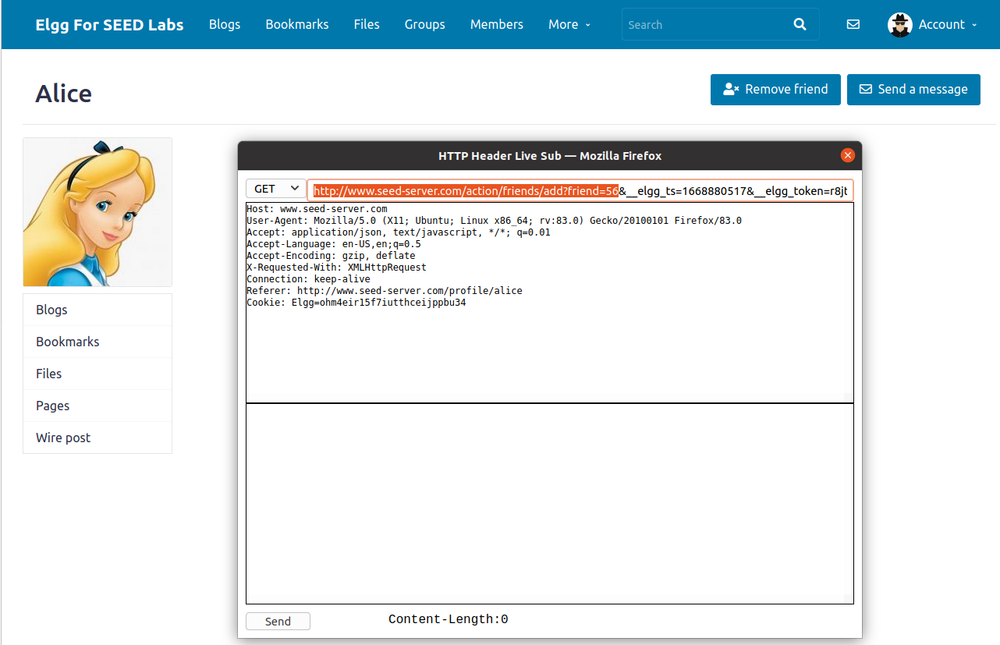 Elgg For SEED Labs Blogs Bookmarks Files Groups Members More Search Account
Alice
Remove friend Send a message
HTTP Header Live Sub — Mozilla Firefox
GET http://www.seed-server.com/action/friends/add?friend=56&__elgg_ts=1668880517&__elgg_token=r8jt
Host: www.seed-server.com
User-Agent: Mozilla/5.0 (X11; Ubuntu; Linux x86_64; rv:83.0) Gecko/20100101 Firefox/83.0
Accept: application/json, text/javascript, */*; q=0.01
Accept-Language: en-US,en;q=0.5
Accept-Encoding: gzip, deflate
X-Requested-With: XMLHttpRequest
Connection: keep-alive
Referer: http://www.seed-server.com/profile/alice
Cookie: Elgg=ohm4eir15f7iutthceijppbu34
Blogs
Bookmarks
Files
Pages
Wire post
Send Content-Length:0